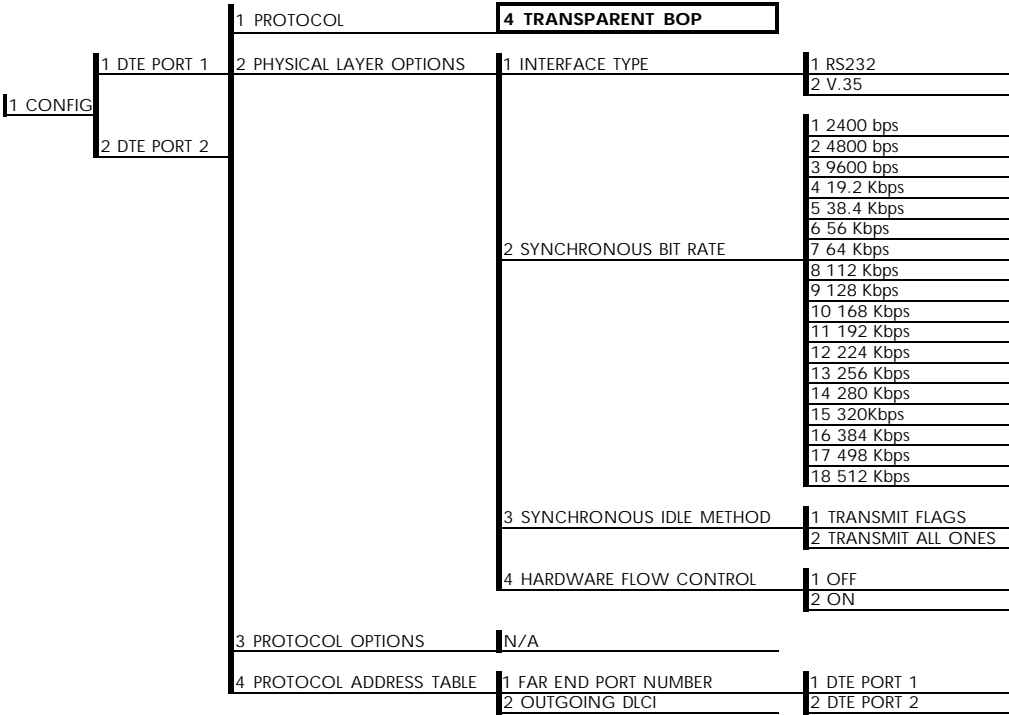 1 PROTOCOL 4 TRANSPARENT BOP
1 DTE PORT 1 2 PHYSICAL LAYER OPTIONS 1 INTERFACE TYPE 1 RS232
2 V.35
1 CONFIG
1 2400 bps
2 DTE PORT 2 2 4800 bps
3 9600 bps
4 19.2 Kbps
5 38.4 Kbps
6 56 Kbps
2 SYNCHRONOUS BIT RATE 7 64 Kbps
8 112 Kbps
9 128 Kbps
10 168 Kbps
11 192 Kbps
12 224 Kbps
13 256 Kbps
14 280 Kbps
15 320Kbps
16 384 Kbps
17 498 Kbps
18 512 Kbps
3 SYNCHRONOUS IDLE METHOD 1 TRANSMIT FLAGS
2 TRANSMIT ALL ONES
4 HARDWARE FLOW CONTROL 1 OFF
2 ON
3 PROTOCOL OPTIONS N/A
4 PROTOCOL ADDRESS TABLE 1 FAR END PORT NUMBER 1 DTE PORT 1
2 OUTGOING DLCI 2 DTE PORT 2